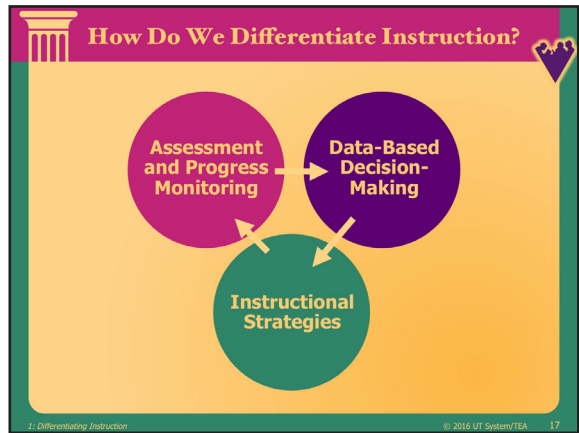 How Do We Differentiate Instruction?
Assessment
and Progress
Monitoring
Data-Based
Decision-
Making
Instructional
Strategies
1: Differentiating Instruction
© 2016 UT System/TEA
17